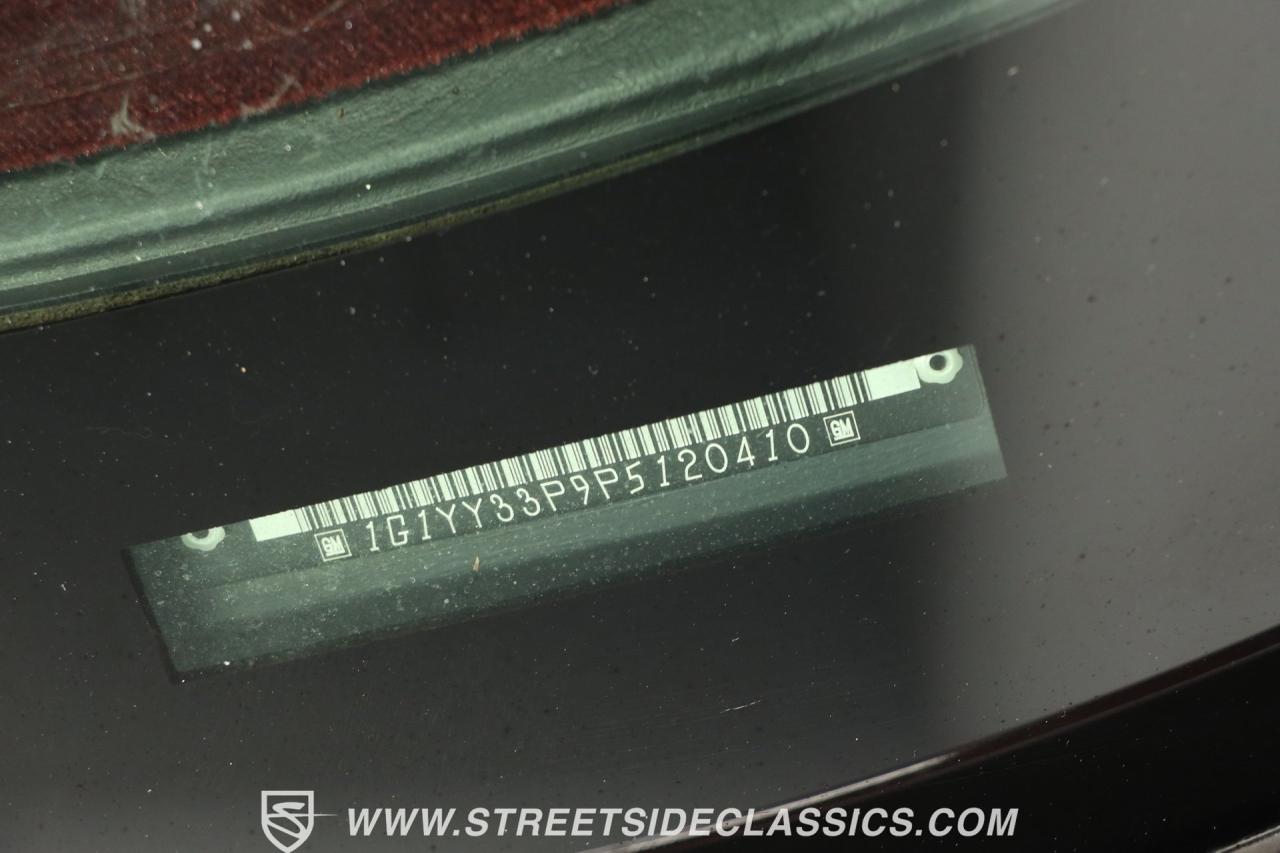 GM 1G1YY33P9P5120410 GM
WWW.STREETSIDECLASSICS.COM